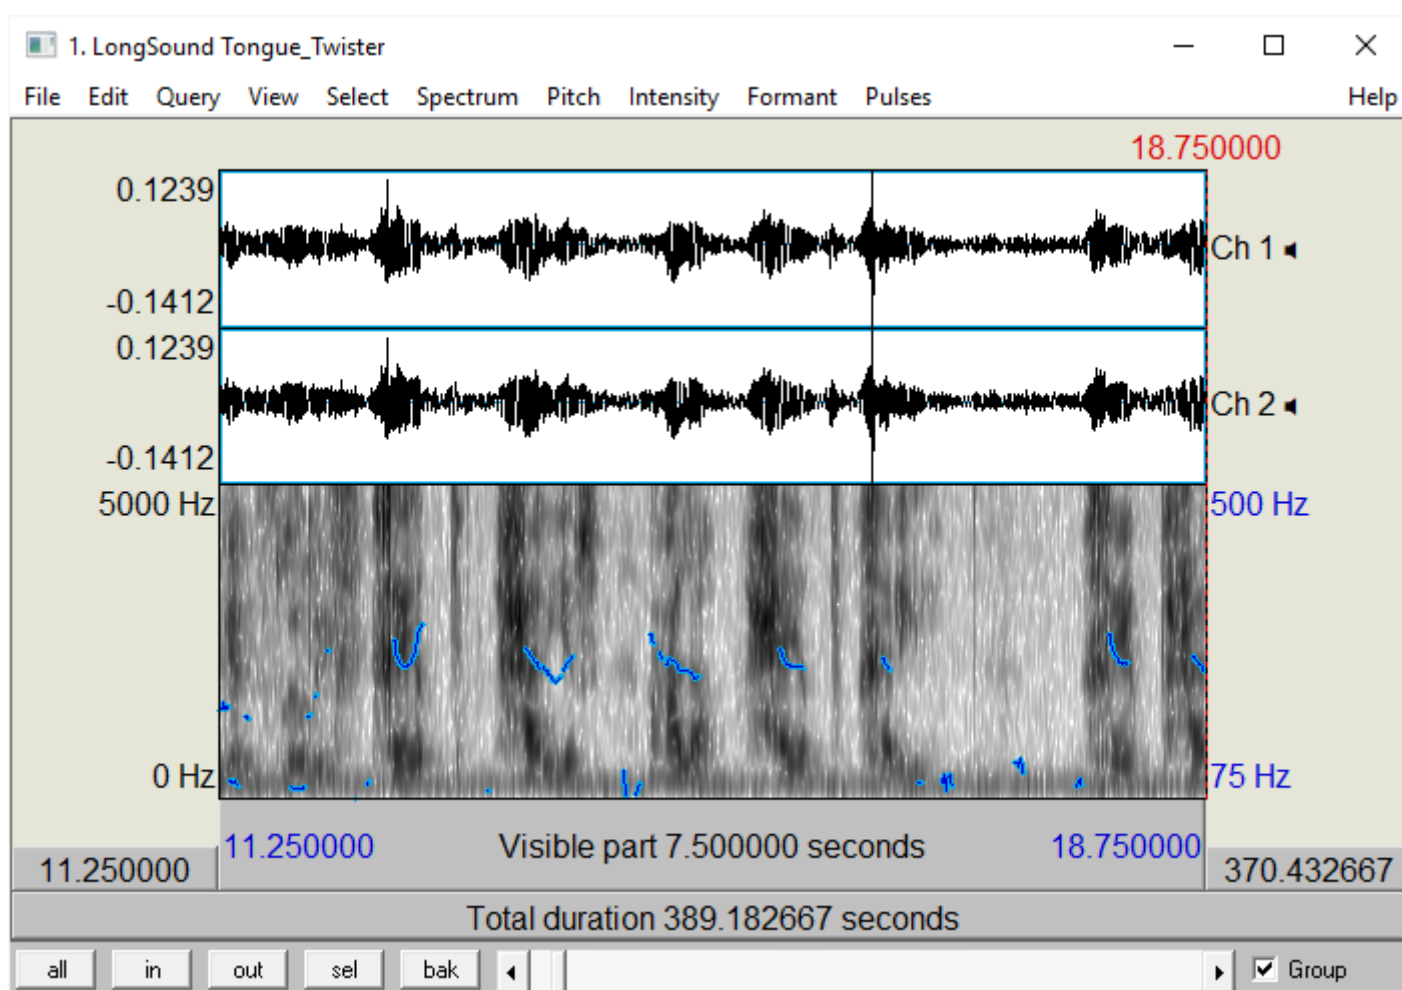 1. LongSound Tongue_Twister
File Edit Query View Select Spectrum Pitch Intensity Formant Pulses Help
18.750000
0.1239
Ch 1
-0.1412
0.1239
Ch 2
-0.1412
5000 Hz 500 Hz
0 Hz 75 Hz
11.250000 Visible part 7.500000 seconds 18.750000
11.250000 370.432667
Total duration 389.182667 seconds
all in out sel bak Group